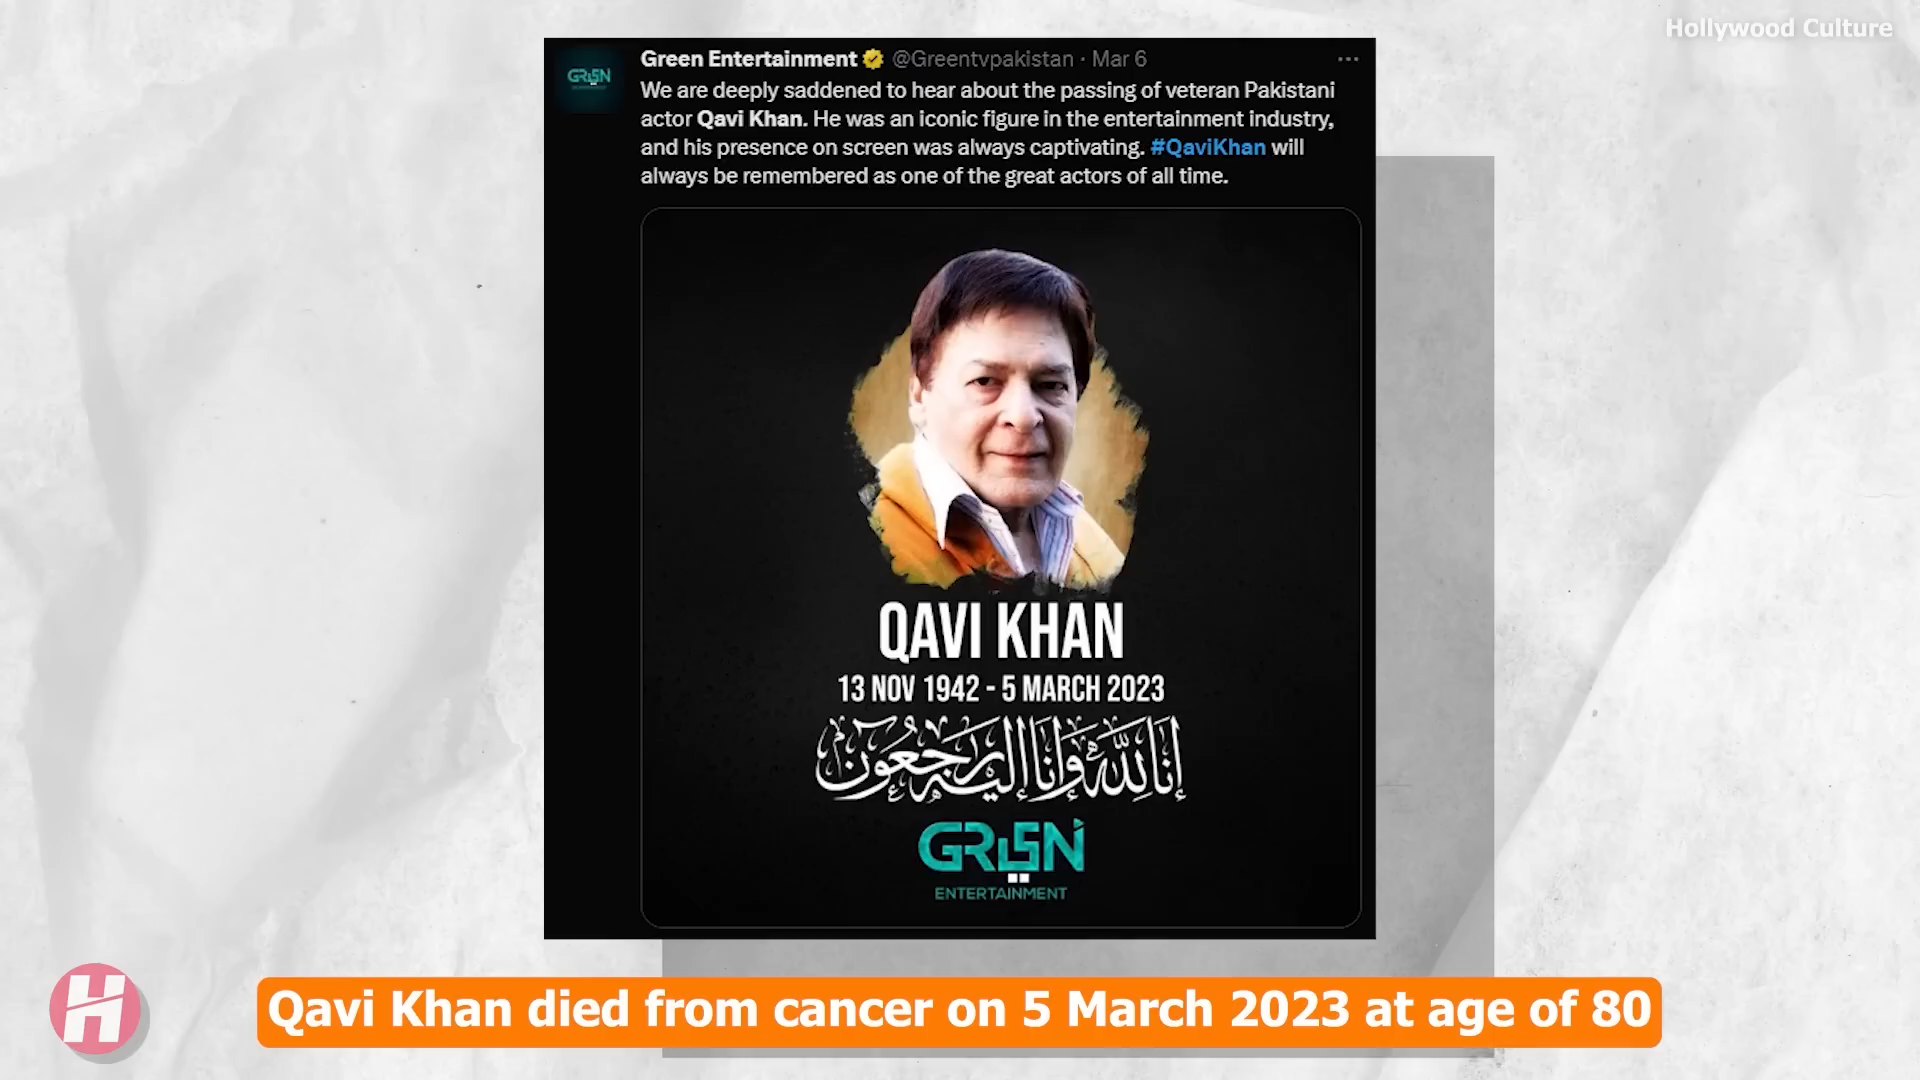 Hollywood Culture
GREEN
Green Entertainment @Greentvpakistan · Mar 6
We are deeply saddened to hear about the passing of veteran Pakistani
actor Qavi Khan. He was an iconic figure in the entertainment industry,
and his presence on screen was always captivating. #QaviKhan will
always be remembered as one of the great actors of all time.
QAVI KHAN
13 NOV 1942 - 5 MARCH 2023
إنا لله وإنا إليه رجعون
GREEN
ENTERTAINMENT
H
Qavi Khan died from cancer on 5 March 2023 at age of 80